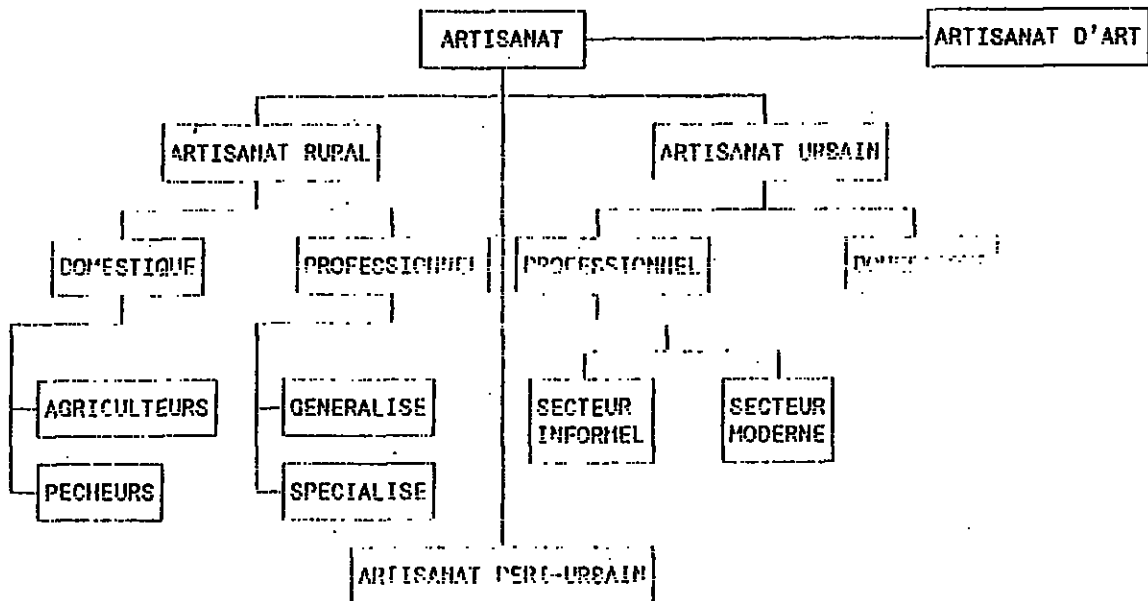 ARTISANAT
ARTISANAT D'ART
ARTISANAT RURAL
ARTISANAT URBAIN
DOMESTIQUE
PROFESSIONNEL
PROFESSIONNEL
AGRICULTEURS
GENERALISE
SECTEUR
INFORMEL
SECTEUR
MODERNE
PECHEURS
SPECIALISE
ARTISANAT PERI-URBAIN